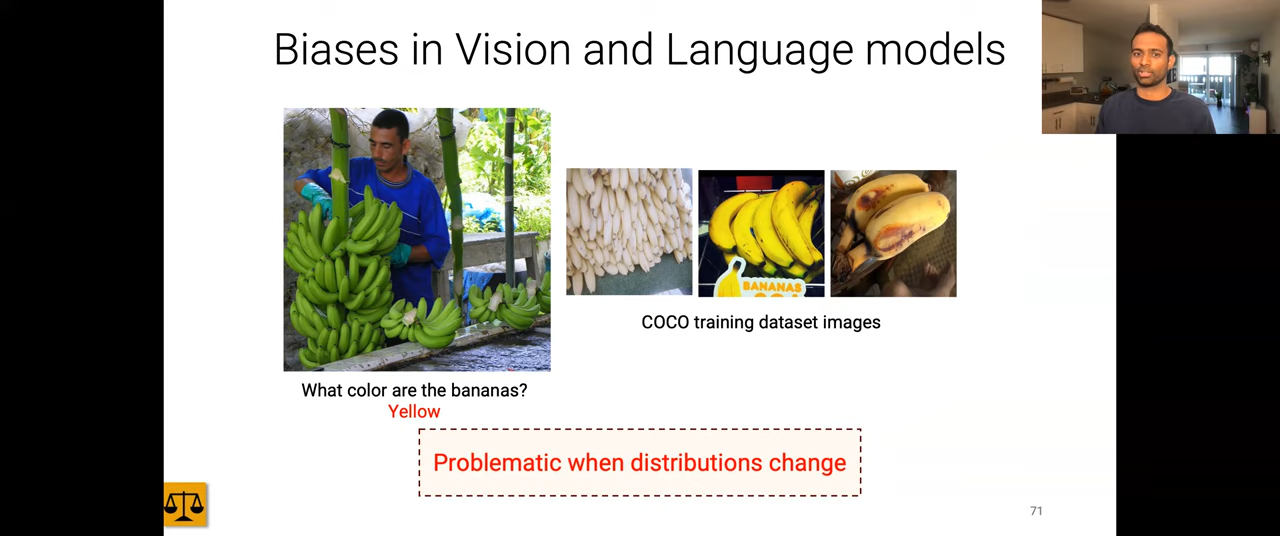 Biases in Vision and Language models
BANANAS
COCO training dataset images
What color are the bananas?
Yellow
Problematic when distributions change
71